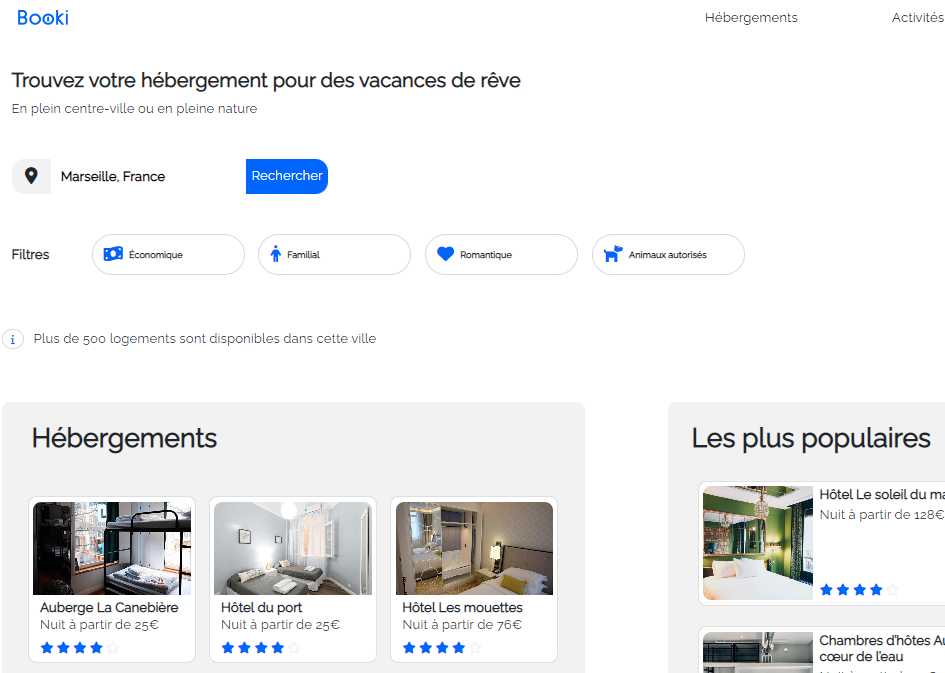 Booki
Hébergements
Activités
Trouvez votre hébergement pour des vacances de rêve
En plein centre-ville ou en pleine nature
Marseille, France
Rechercher
Filtres
Économique
Familial
Romantique
Animaux autorisés
i
Plus de 500 logements sont disponibles dans cette ville
Hébergements
Auberge La Canebière
Nuit à partir de 25€
Hôtel du port
Nuit à partir de 25€
Hôtel Les mouettes
Nuit à partir de 76€
Les plus populaires
Hôtel Le soleil du ma
Nuit à partir de 128€
Chambres d'hôtes Au
cœur de l'eau